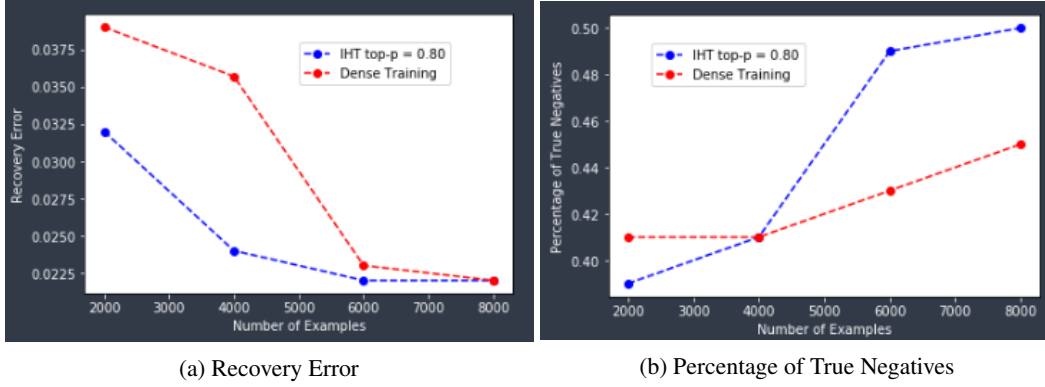 0.0375
0.0350
0.0325
0.0300
0.0275
0.0250
0.0225
Recovery Error
IHT top-p = 0.80
Dense Training
2000 3000 4000 5000 6000 7000 8000
Number of Examples
(a) Recovery Error
0.50
0.48
0.46
0.44
0.42
0.40
Percentage of True Negatives
IHT top-p = 0.80
Dense Training
2000 3000 4000 5000 6000 7000 8000
Number of Examples
(b) Percentage of True Negatives